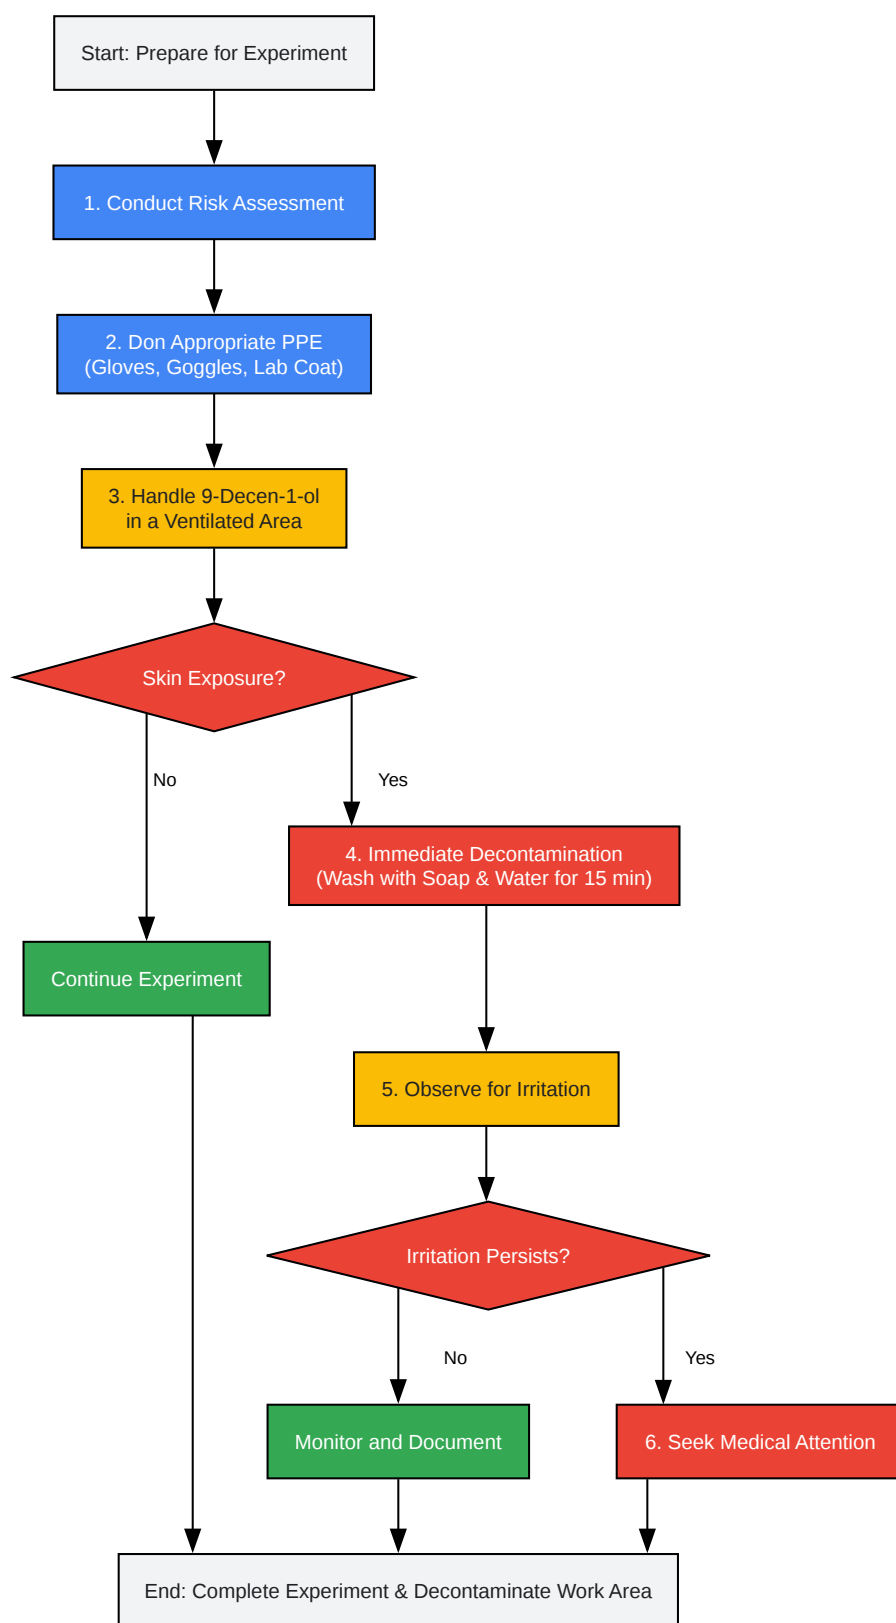 Start: Prepare for Experiment
1. Conduct Risk Assessment
2. Don Appropriate PPE
(Gloves, Goggles, Lab Coat)
3. Handle 9-Decen-1-ol
in a Ventilated Area
Skin Exposure?
No
Yes
4. Immediate Decontamination
(Wash with Soap & Water for 15 min)
Continue Experiment
5. Observe for Irritation
Irritation Persists?
No
Yes
Monitor and Document
6. Seek Medical Attention
End: Complete Experiment & Decontaminate Work Area